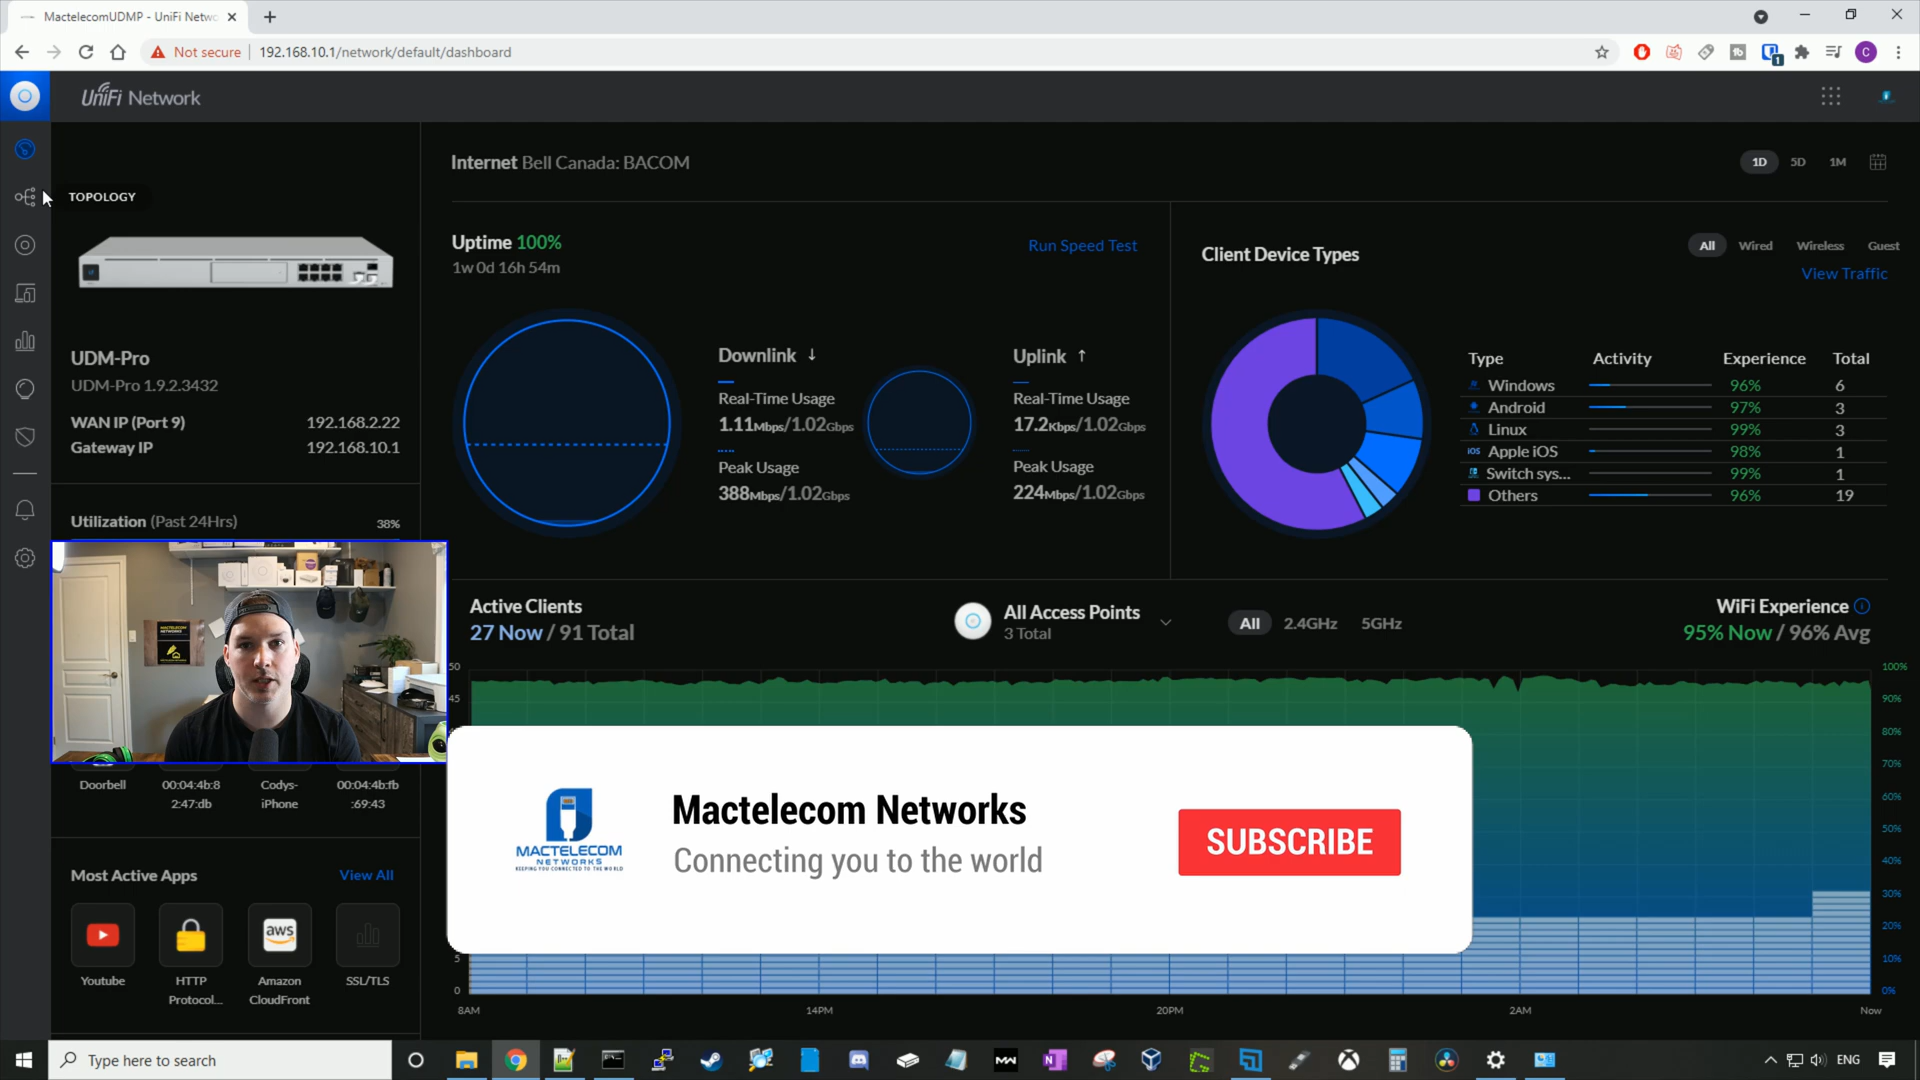 MactelecomUDMP - UniFi Netwo
Not secure
192.168.10.1/network/default/dashboard
C
1
UniFi Network
TOPOLOGY
UDM-Pro
UDM-Pro 1.9.2.3432
WAN IP (Port 9) 192.168.2.22
Gateway IP 192.168.10.1
Utilization (Past 24Hrs) 38%
Doorbell
00:04:4b:8
2:47:db
Codys-
iPhone
00:04:4b:fb
:69:43
Most Active Apps View All
aws
Youtube
HTTP
Protocol...
Amazon
CloudFront
SSL/TLS
Internet Bell Canada: BACOM
1D 5D 1M
Uptime 100%
1w 0d 16h 54m
Run Speed Test
Downlink ↓
Real-Time Usage
1.11Mbps/1.02Gbps
Peak Usage
388Mbps/1.02Gbps
Uplink ↑
Real-Time Usage
17.2Kbps/1.02Gbps
Peak Usage
224Mbps/1.02Gbps
Client Device Types
All Wired Wireless Guest
View Traffic
Type Activity Experience Total
Windows 96% 6
Android 97% 3
Linux 99% 3
iOS Apple iOS 98% 1
Switch sys... 99% 1
Others 96% 19
Active Clients
27 Now / 91 Total
All Access Points
3 Total
All 2.4GHz 5GHz
WiFi Experience
95% Now / 96% Avg
50
45
5
0
100%
90%
80%
70%
60%
50%
40%
30%
20%
10%
0%
8AM 14PM 20PM 2AM Now
MACTELECOM
NETWORKS
KEEPING YOU CONNECTED TO THE WORLD
Mactelecom Networks
Connecting you to the world
SUBSCRIBE
Type here to search
ENG